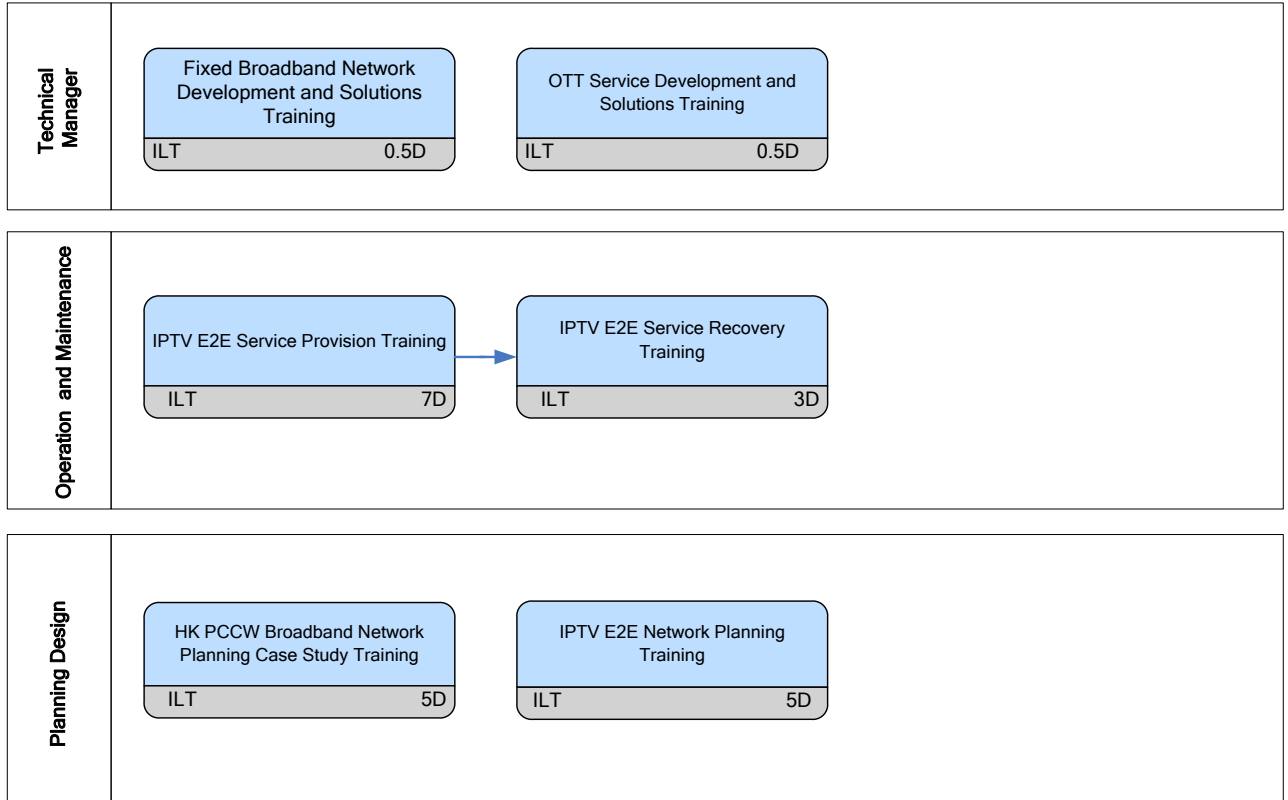 Technical
Manager
Fixed Broadband Network
Development and Solutions
Training
ILT 0.5D
OTT Service Development and
Solutions Training
ILT 0.5D
Operation and Maintenance
IPTV E2E Service Provision Training
ILT 7D
IPTV E2E Service Recovery
Training
ILT 3D
Planning Design
HK PCCW Broadband Network
Planning Case Study Training
ILT 5D
IPTV E2E Network Planning
Training
ILT 5D